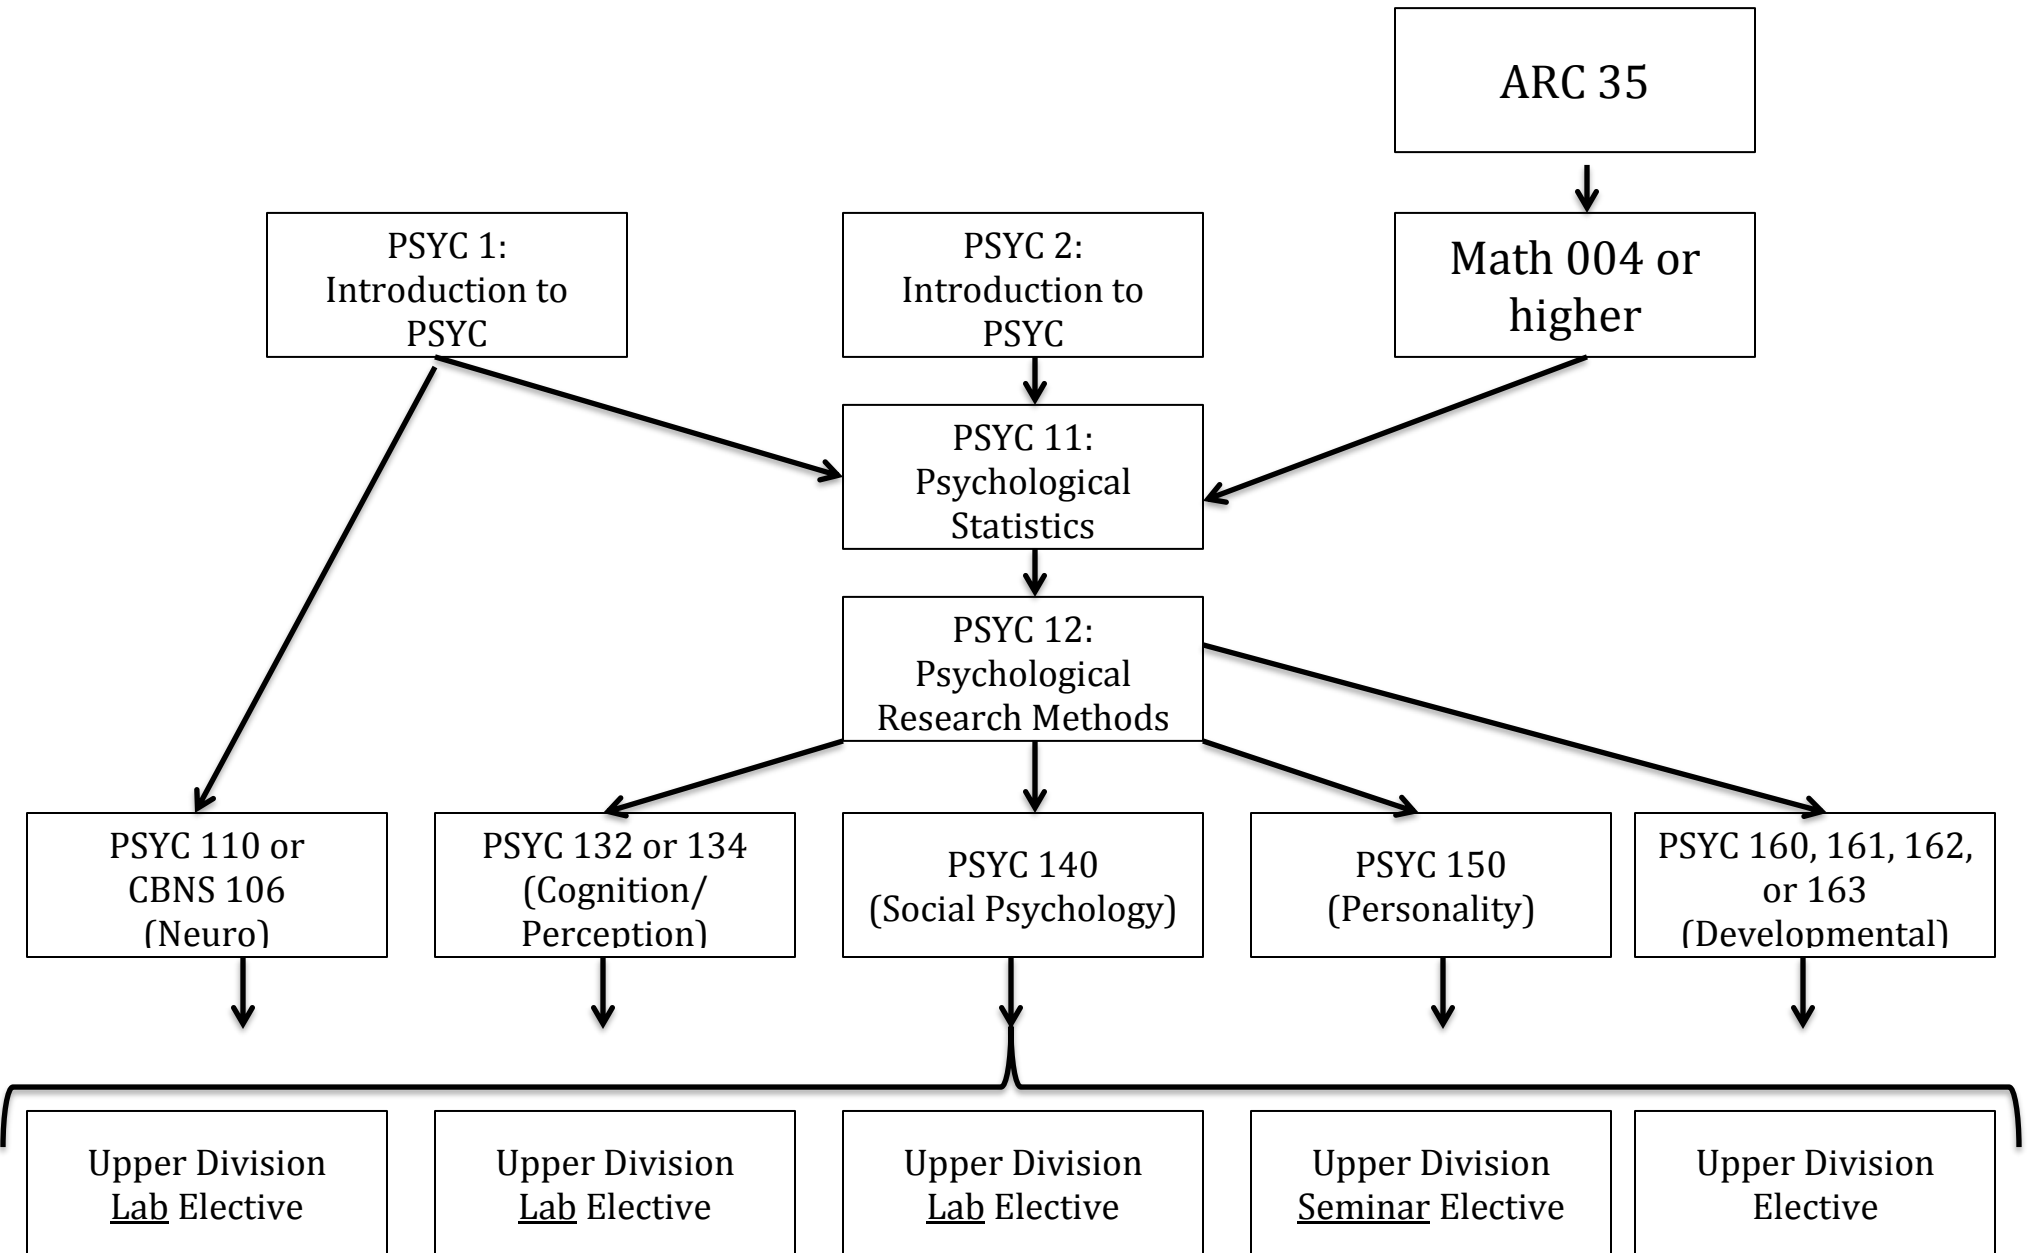 ARC 35
PSYC 1:
Introduction to
PSYC
PSYC 2:
Introduction to
PSYC
Math 004 or
higher
PSYC 11:
Psychological
Statistics
PSYC 12:
Psychological
Research Methods
PSYC 110 or
CBNS 106
(Neuro)
PSYC 132 or 134
(Cognition/
Perception)
PSYC 140
(Social Psychology)
PSYC 150
(Personality)
PSYC 160, 161, 162,
or 163
(Developmental)
Upper Division
Lab Elective
Upper Division
Lab Elective
Upper Division
Lab Elective
Upper Division
Seminar Elective
Upper Division
Elective